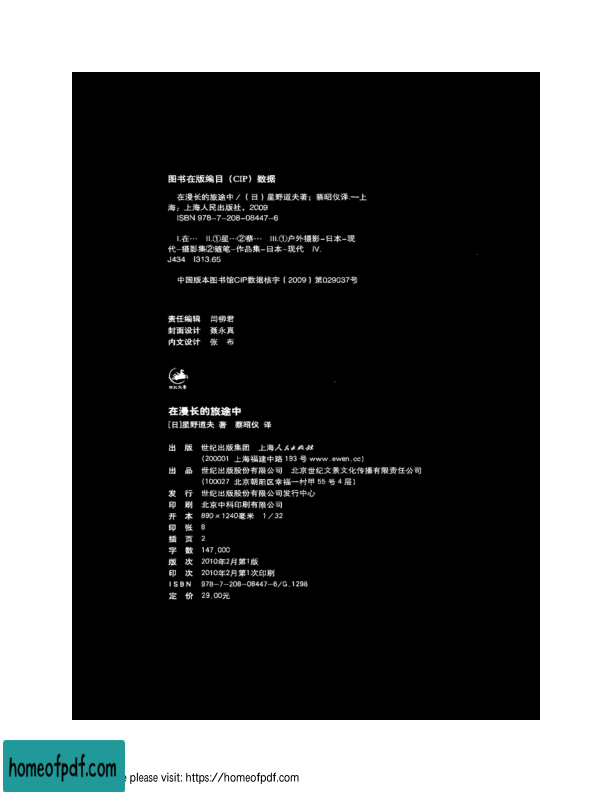 图书在版编目(CIP)数据
在漫长的旅途中/(日)星野道夫著;蔡昭仪译.—上
海:上海人民出版社,2009
ISBN 978-7-208-08447-6
I.在… II.①星…②蔡… III.①户外摄影-日本-现
代-摄影集②随笔-作品集-日本-现代 IV.
J434 I313.65
中国版本图书馆CIP数据核字(2009)第029037号
责任编辑 闫柳君
封面设计 聂永真
内文设计 张 布
世纪文景
在漫长的旅途中
[日]星野道夫 著 蔡昭仪 译
出 版 世纪出版集团 上海人民出版社
(200001 上海福建中路193号 www.ewen.cc)
出 品 世纪出版股份有限公司 北京世纪文景文化传播有限责任公司
(100027 北京朝阳区幸福一村甲55号4层)
发 行 世纪出版股份有限公司发行中心
印 刷 北京中科印刷有限公司
开 本 890×1240毫米 1/32
印 张 8
插 页 2
字 数 147,000
版 次 2010年2月第1版
印 次 2010年2月第1次印刷
ISBN 978-7-208-08447-6/G.1298
定 价 29.00元
homeofpdf.com
please visit: https://homeofpdf.com